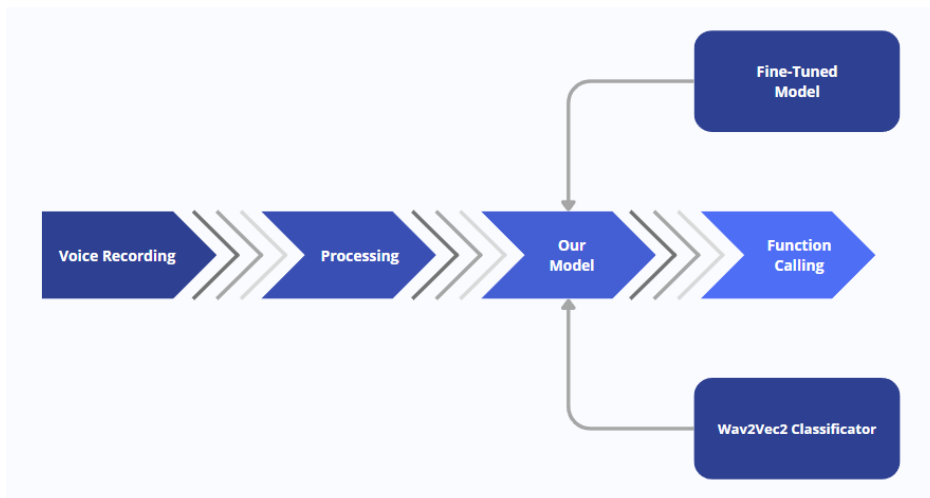 Fine-Tuned
Model
Voice Recording
Processing
Our
Model
Function
Calling
Wav2Vec2 Classificator